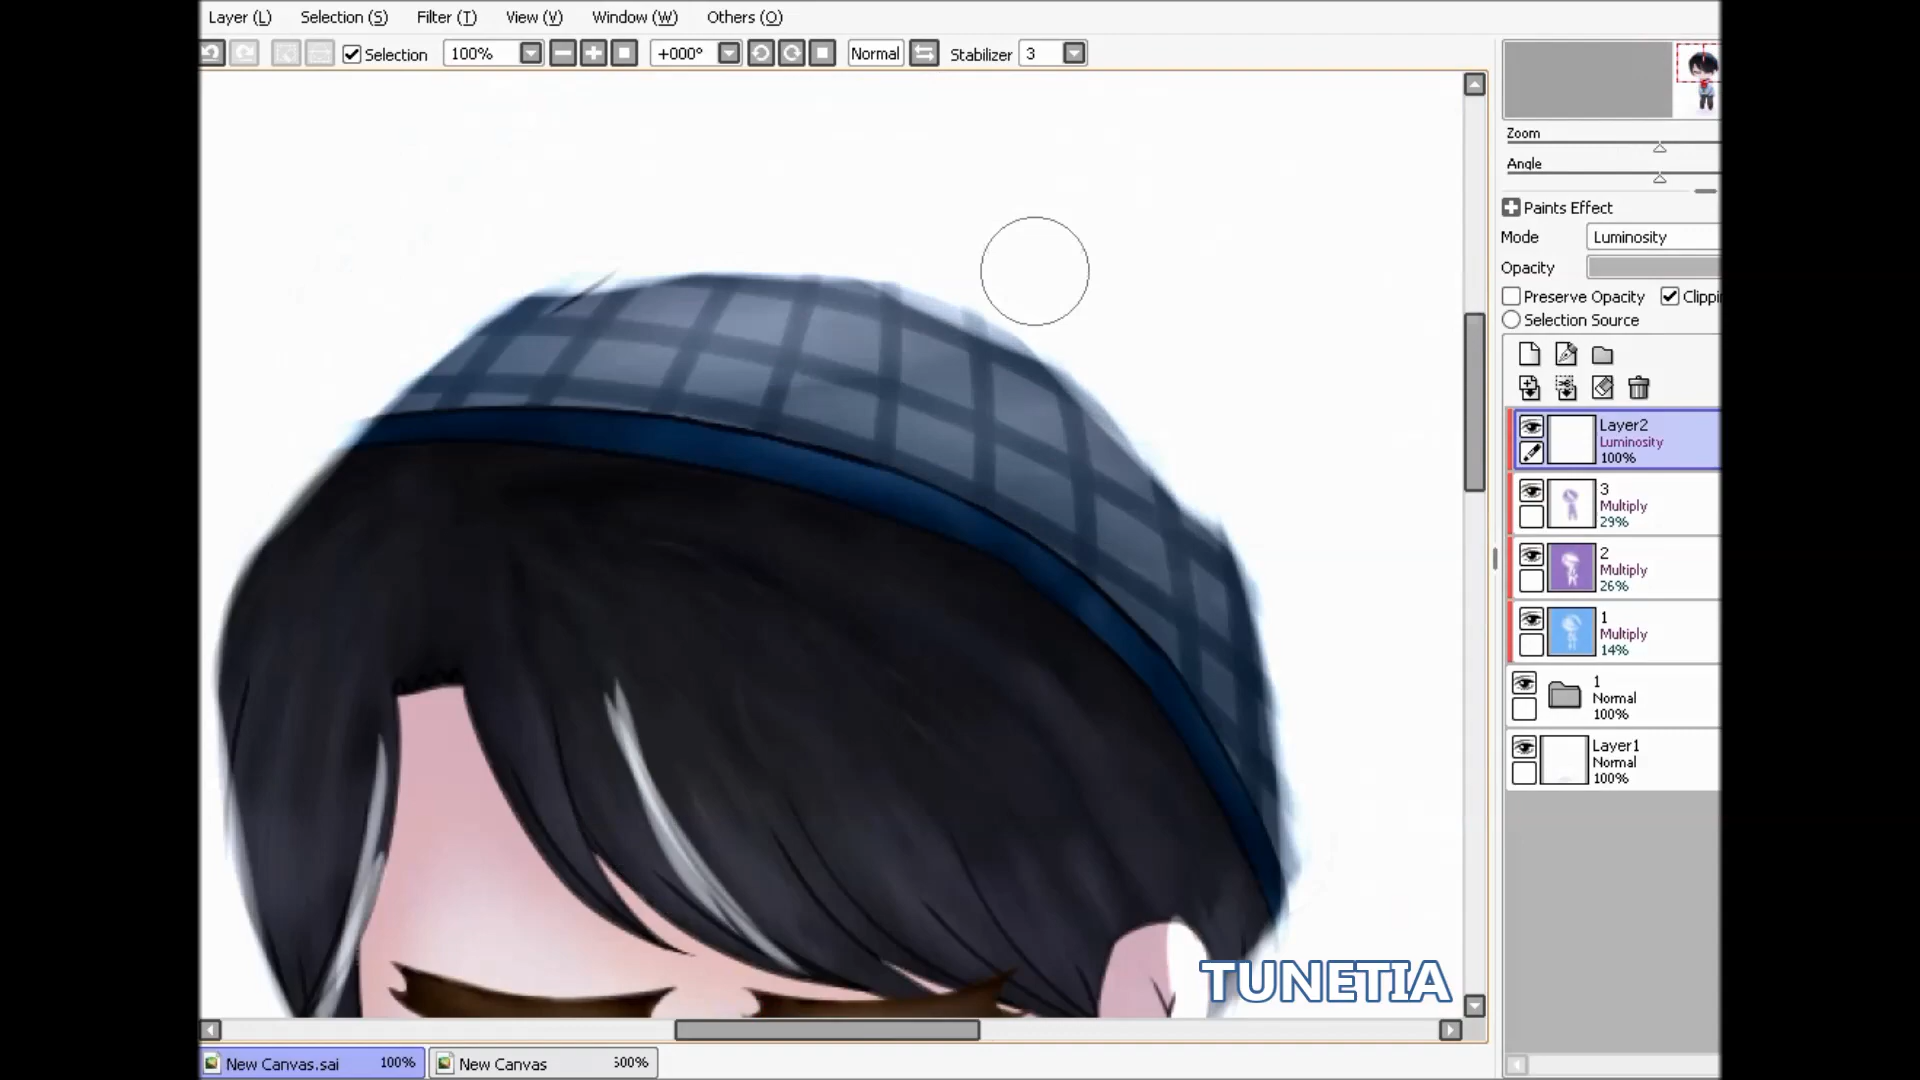 Layer (L) Selection (S) Filter (T) View (V) Window (W) Others (O)
Selection 100% +000° Normal Stabilizer 3
Zoom
Angle
Paints Effect
Mode Luminosity
Opacity
Preserve Opacity Clippi
Selection Source
Layer2
Luminosity
100%
3
Multiply
29%
2
Multiply
26%
1
Multiply
14%
1
Normal
100%
Layer1
Normal
100%
TUNETIA
New Canvas.sai 100% New Canvas 500%